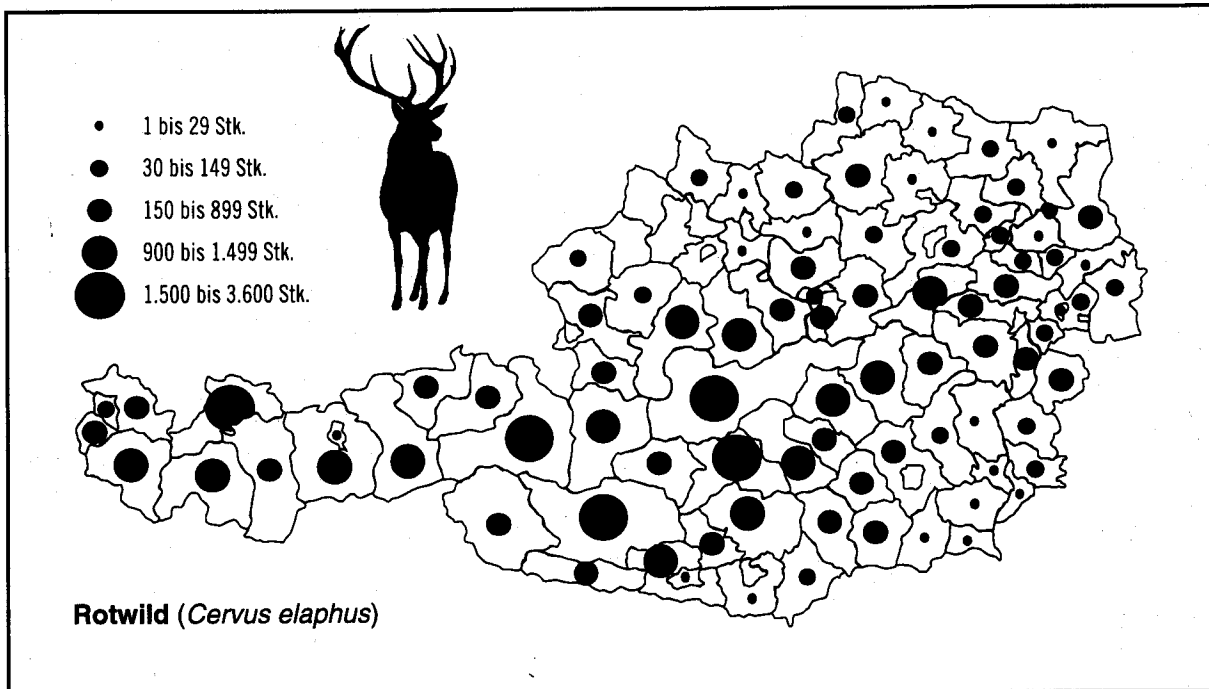 1 bis 29 Stk.
30 bis 149 Stk.
150 bis 899 Stk.
900 bis 1.499 Stk.
1.500 bis 3.600 Stk.
Rotwild (Cervus elaphus)